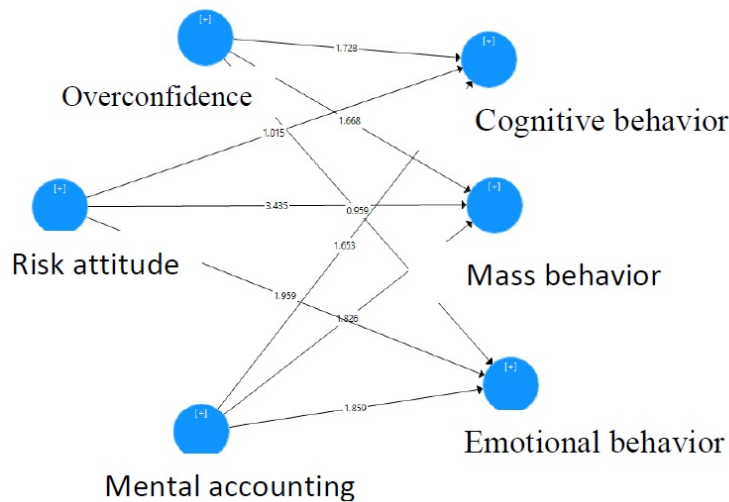 [+]
[+]
1.728
Overconfidence
Cognitive behavior
1.668
1.015
[+]
[+]
3.435
0.959
Risk attitude
1.653
Mass behavior
1.959
1.826
[+]
[+]
1.859
Emotional behavior
Mental accounting